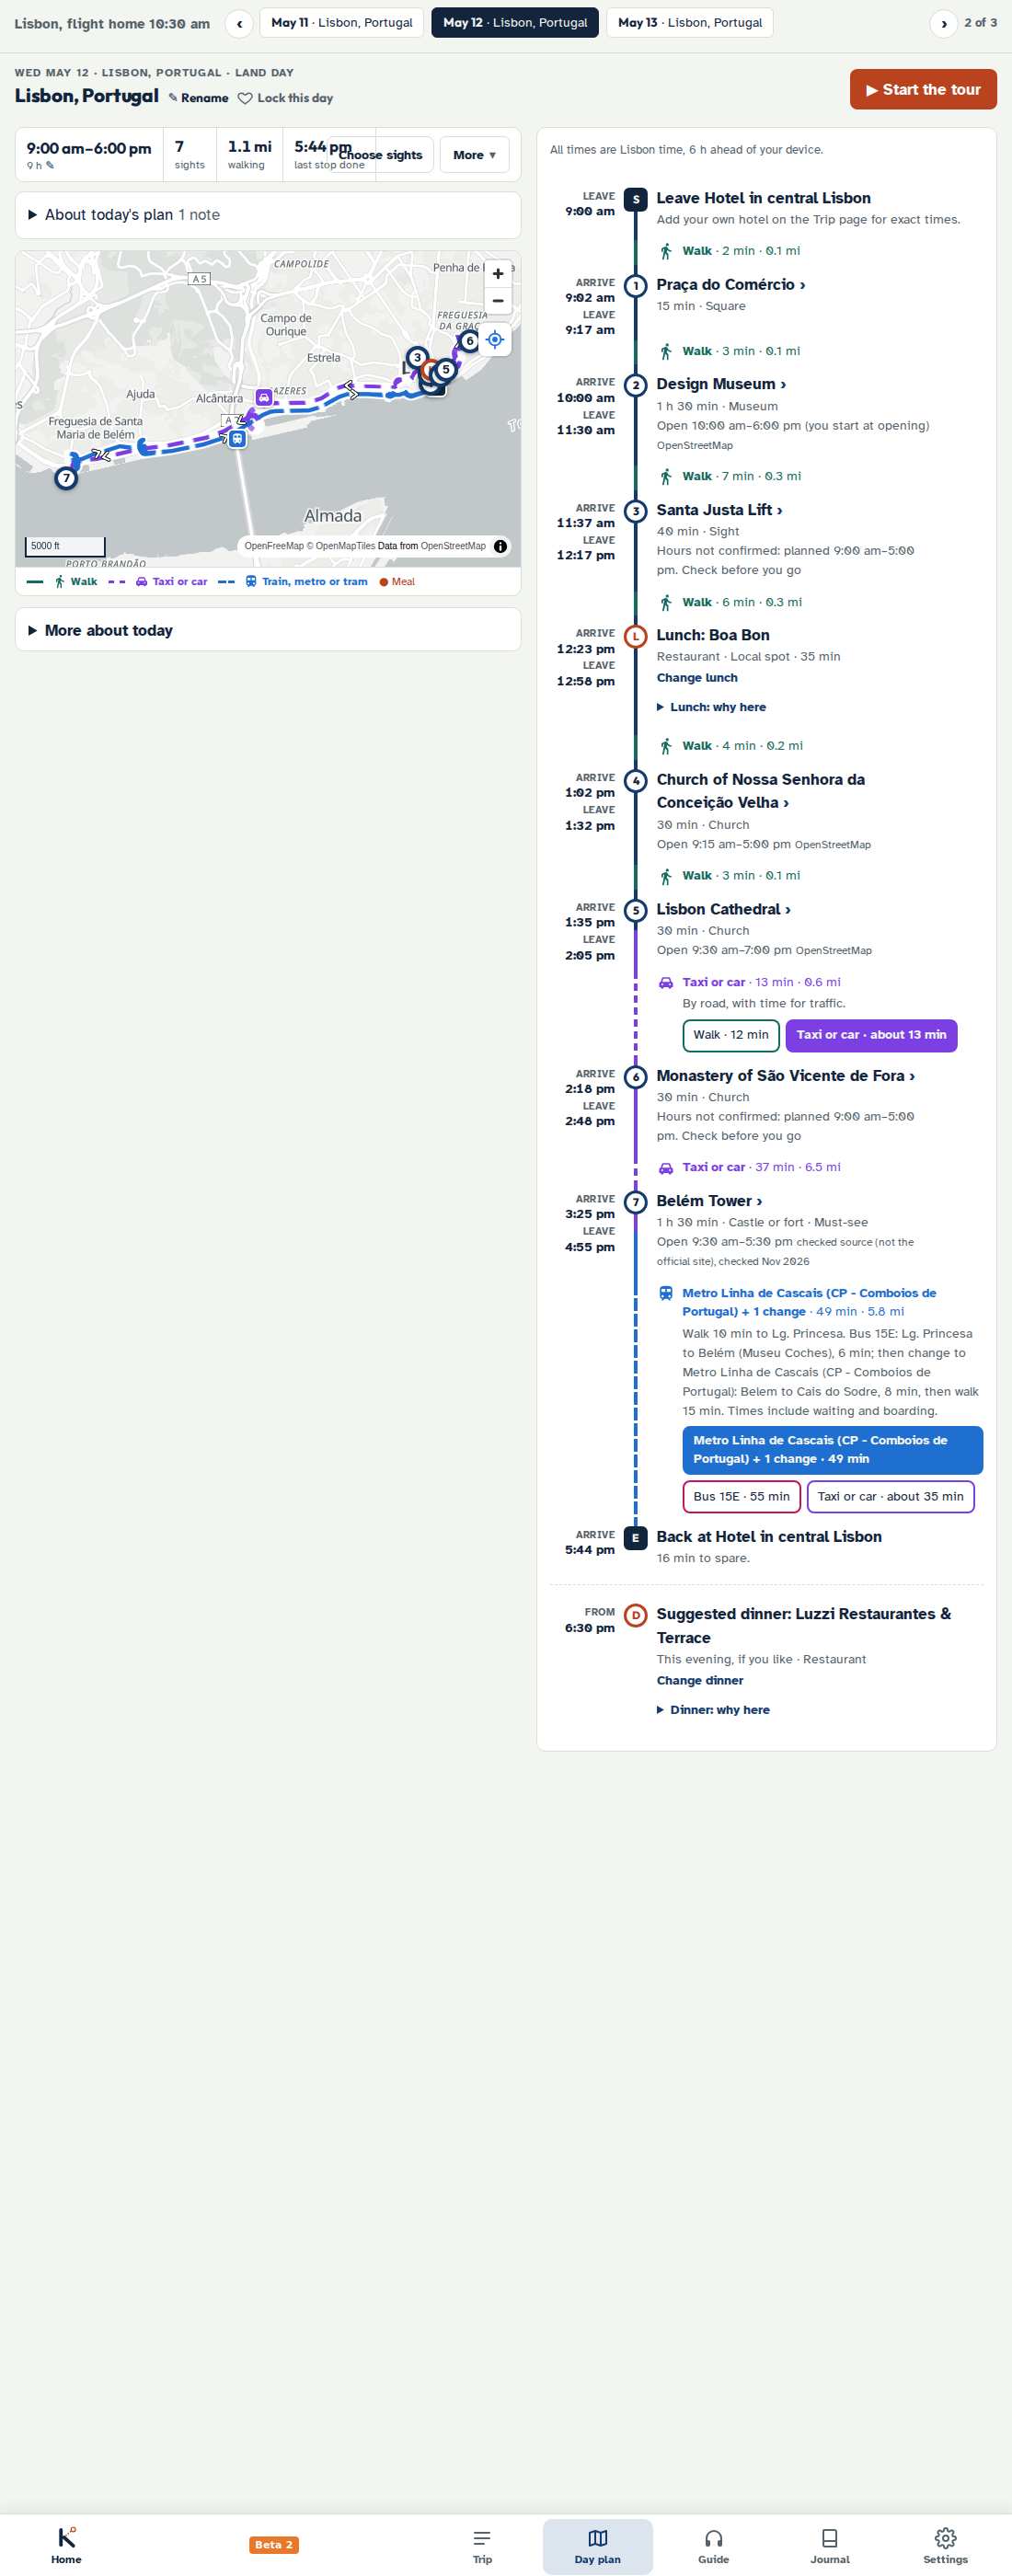 Lisbon, flight home 10:30 am
‹
May 11 · Lisbon, Portugal
May 12 · Lisbon, Portugal
May 13 · Lisbon, Portugal
›
2 of 3
WED MAY 12 · LISBON, PORTUGAL · LAND DAY
Lisbon, Portugal ✎ Rename Lock this day
▶ Start the tour
9:00 am–6:00 pm
9 h ✎
7
sights
1.1 mi
walking
5:44 pm
last stop done
Choose sights
More ▾
▶ About today's plan 1 note
CAMPOLIDE
A 5
Penha de
Campo de
Ourique
FREGUESIA
DA GRAÇ
Estrela
6
3
5
Ajuda
Alcântara
AZERES
Freguesia de Santa
Maria de Belém
7
Almada
5000 ft
OpenFreeMap © OpenMapTiles Data from OpenStreetMap
PORTO BRANDÃO
Walk
Taxi or car
Train, metro or tram
Meal
▶ More about today
All times are Lisbon time, 6 h ahead of your device.
LEAVE
9:00 am
S
Leave Hotel in central Lisbon
Add your own hotel on the Trip page for exact times.
Walk · 2 min · 0.1 mi
ARRIVE
9:02 am
LEAVE
9:17 am
1
Praça do Comércio ›
15 min · Square
Walk · 3 min · 0.1 mi
ARRIVE
10:00 am
LEAVE
11:30 am
2
Design Museum ›
1 h 30 min · Museum
Open 10:00 am–6:00 pm (you start at opening)
OpenStreetMap
Walk · 7 min · 0.3 mi
ARRIVE
11:37 am
LEAVE
12:17 pm
3
Santa Justa Lift ›
40 min · Sight
Hours not confirmed: planned 9:00 am–5:00
pm. Check before you go
Walk · 6 min · 0.3 mi
ARRIVE
12:23 pm
LEAVE
12:58 pm
L
Lunch: Boa Bon
Restaurant · Local spot · 35 min
Change lunch
▶ Lunch: why here
Walk · 4 min · 0.2 mi
ARRIVE
1:02 pm
LEAVE
1:32 pm
4
Church of Nossa Senhora da
Conceição Velha ›
30 min · Church
Open 9:15 am–5:00 pm OpenStreetMap
Walk · 3 min · 0.1 mi
ARRIVE
1:35 pm
LEAVE
2:05 pm
5
Lisbon Cathedral ›
30 min · Church
Open 9:30 am–7:00 pm OpenStreetMap
Taxi or car · 13 min · 0.6 mi
By road, with time for traffic.
Walk · 12 min
Taxi or car · about 13 min
ARRIVE
2:18 pm
LEAVE
2:48 pm
6
Monastery of São Vicente de Fora ›
30 min · Church
Hours not confirmed: planned 9:00 am–5:00
pm. Check before you go
Taxi or car · 37 min · 6.5 mi
ARRIVE
3:25 pm
LEAVE
4:55 pm
7
Belém Tower ›
1 h 30 min · Castle or fort · Must-see
Open 9:30 am–5:30 pm checked source (not the
official site), checked Nov 2026
Metro Linha de Cascais (CP - Comboios de
Portugal) + 1 change · 49 min · 5.8 mi
Walk 10 min to Lg. Princesa. Bus 15E: Lg. Princesa
to Belém (Museu Coches), 6 min; then change to
Metro Linha de Cascais (CP - Comboios de
Portugal): Belem to Cais do Sodre, 8 min, then walk
15 min. Times include waiting and boarding.
Metro Linha de Cascais (CP - Comboios de
Portugal) + 1 change · 49 min
Bus 15E · 55 min
Taxi or car · about 35 min
ARRIVE
5:44 pm
E
Back at Hotel in central Lisbon
16 min to spare.
FROM
6:30 pm
D
Suggested dinner: Luzzi Restaurantes &
Terrace
This evening, if you like · Restaurant
Change dinner
▶ Dinner: why here
Home
Beta 2
Trip
Day plan
Guide
Journal
Settings